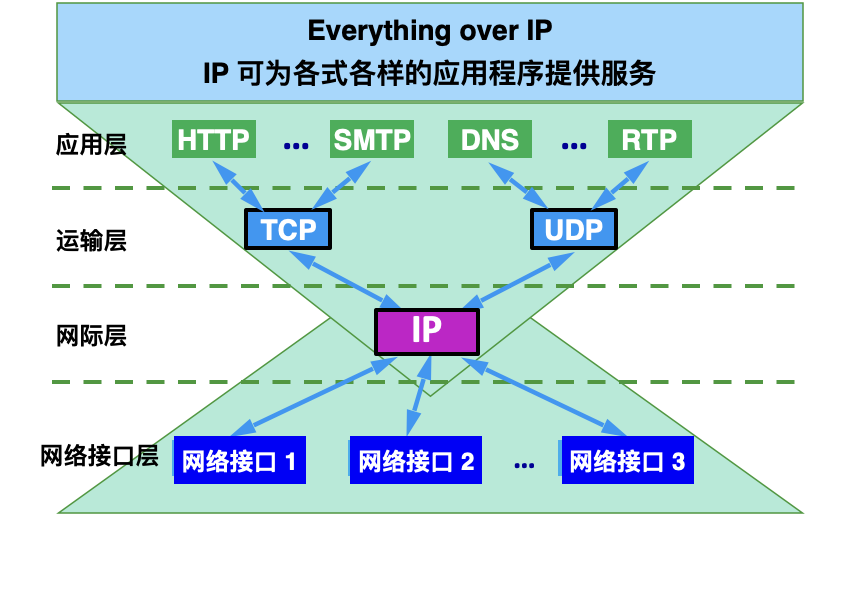 Everything over IP
IP 可为各式各样的应用程序提供服务
应用层 HTTP ... SMTP DNS ... RTP
运输层 TCP UDP
网际层 IP
网络接口层 网络接口 1 网络接口 2 ... 网络接口 3